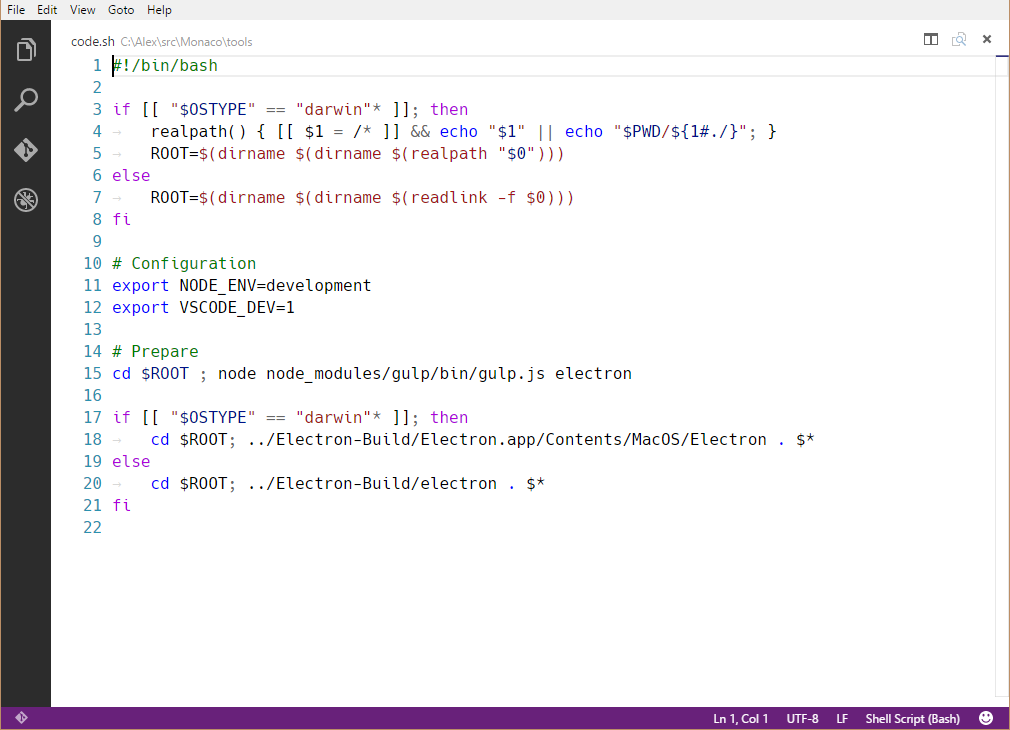 File Edit View Goto Help
code.sh C:\Alex\src\Monaco\tools
1 #!/bin/bash
2
3 if [[ "$OSTYPE" == "darwin"* ]]; then
4 → realpath() { [[ $1 = /* ]] && echo "$1" || echo "$PWD/${1#./}"; }
5 → ROOT=$(dirname $(dirname $(realpath "$0")))
6 else
7 → ROOT=$(dirname $(dirname $(readlink -f $0)))
8 fi
9
10 # Configuration
11 export NODE_ENV=development
12 export VSCODE_DEV=1
13
14 # Prepare
15 cd $ROOT ; node node_modules/gulp/bin/gulp.js electron
16
17 if [[ "$OSTYPE" == "darwin"* ]]; then
18 → cd $ROOT; ../Electron-Build/Electron.app/Contents/MacOS/Electron . $*
19 else
20 → cd $ROOT; ../Electron-Build/electron . $*
21 fi
22
Ln 1, Col 1 UTF-8 LF Shell Script (Bash)